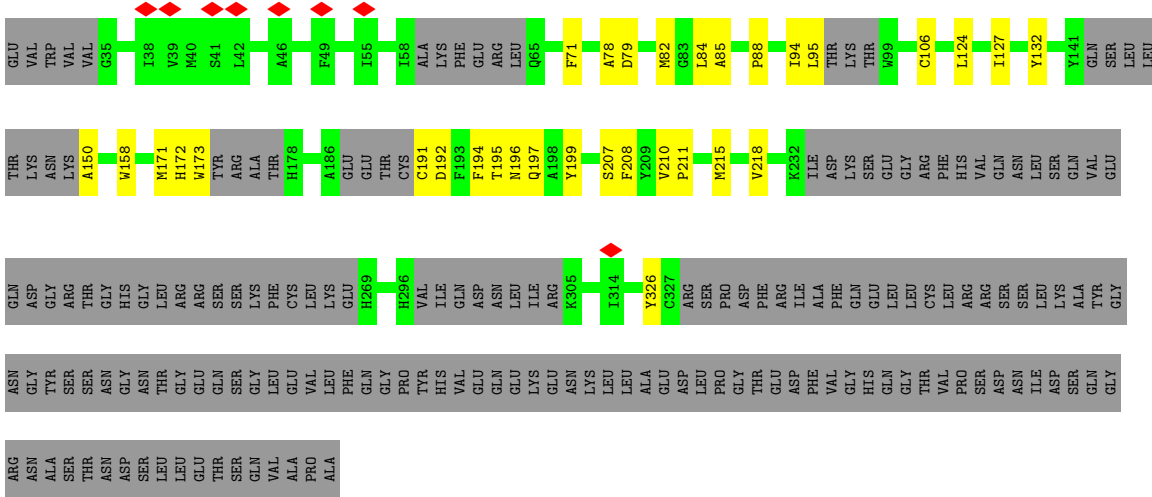 GLU VAL TRP VAL VAL G35 I38 V39 M40 S41 L42 A46 F49 I55 I58 ALA LYS PHE GLU ARG LEU Q65 F71 A78 D79 M82 G83 L84 A85 P88 I94 L95 THR LYS THR W99 C106 L124 I127 Y132 Y141 GLN SER LEU LEU
THR LYS ASN LYS A150 W158 M171 H172 W173 TYR ARG ALA THR H178 A186 GLU GLU THR CYS C191 D192 F193 F194 T195 N196 Q197 A198 Y199 S207 F208 Y209 V210 P211 M215 V218 K232 ILE ASP LYS SER GLU GLY ARG PHE HIS VAL GLN ASN LEU SER GLN VAL GLU
GLN ASP GLY ARG THR GLY HIS GLY LEU ARG ARG SER SER LYS PHE CYS LEU LYS GLU H269 H296 VAL ILE GLN ASP ASN LEU ILE ARG K305 I314 Y326 C327 ARG SER PRO ASP PHE ARG ILE ALA PHE GLN GLU LEU LEU CYS LEU ARG ARG SER SER LEU LYS ALA TYR GLY
ASN GLY TYR SER SER ASN GLY ASN THR GLY GLU GLN SER GLY LEU GLU VAL LEU PHE GLN GLY PRO TYR HIS VAL GLU GLN GLU LYS GLU ASN LYS LEU LEU ALA GLU ASP LEU PRO GLY THR GLU ASP PHE VAL GLY HIS GLN GLY THR VAL PRO SER ASP ASN ILE ASP SER GLN GLY
ARG ASN ALA SER THR ASN ASP SER LEU LEU GLU THR SER GLN VAL ALA PRO ALA